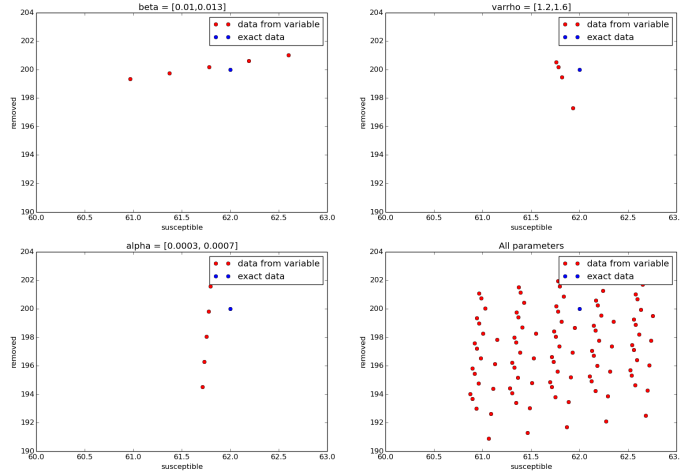 beta = [0.01,0.013]
204
202
200
198
196
194
192
190
removed
data from variable
exact data
60.0 60.5 61.0 61.5 62.0 62.5 63.0
susceptible
varrho = [1.2,1.6]
204
202
200
198
196
194
192
190
removed
data from variable
exact data
60.0 60.5 61.0 61.5 62.0 62.5 63.0
susceptible
alpha = [0.0003, 0.0007]
204
202
200
198
196
194
192
190
removed
data from variable
exact data
60.0 60.5 61.0 61.5 62.0 62.5 63.0
susceptible
All parameters
204
202
200
198
196
194
192
190
removed
data from variable
exact data
60.0 60.5 61.0 61.5 62.0 62.5 63.0
susceptible